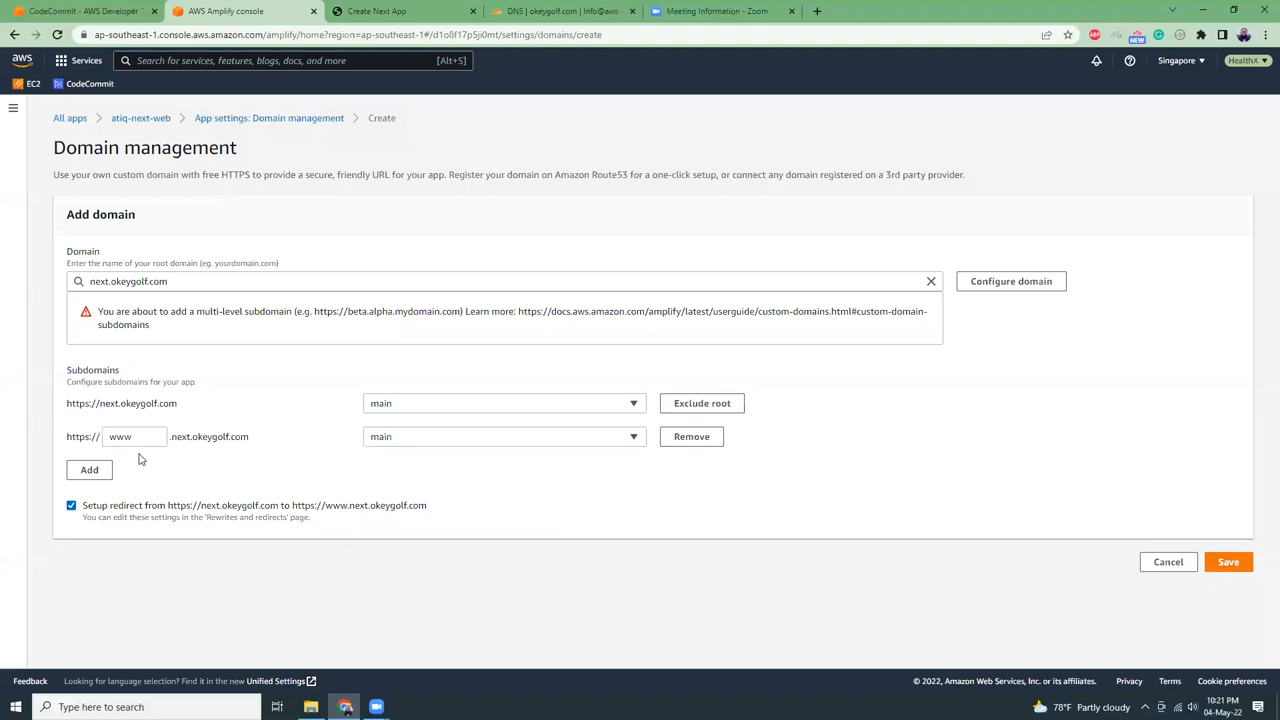 CodeCommit - AWS Developer T
AWS Amplify console
Create Next App
DNS | okeygolf.com | Info@aws
Meeting Information - Zoom
ap-southeast-1.console.aws.amazon.com/amplify/home?region=ap-southeast-1#/d1o8f17p5ji0mt/settings/domains/create
ABP
NEW
aws
Services
Search for services, features, blogs, docs, and more
[Alt+S]
Singapore
HealthX
EC2
CodeCommit
All apps
atiq-next-web
App settings: Domain management
Create
Domain management
Use your own custom domain with free HTTPS to provide a secure, friendly URL for your app. Register your domain on Amazon Route53 for a one-click setup, or connect any domain registered on a 3rd party provider.
Add domain
Domain
Enter the name of your root domain (eg. yourdomain.com)
next.okeygolf.com
Configure domain
You are about to add a multi-level subdomain (e.g. https://beta.alpha.mydomain.com) Learn more: https://docs.aws.amazon.com/amplify/latest/userguide/custom-domains.html#custom-domain-
subdomains
Subdomains
Configure subdomains for your app.
https://next.okeygolf.com
main
Exclude root
https://
www
.next.okeygolf.com
main
Remove
Add
Setup redirect from https://next.okeygolf.com to https://www.next.okeygolf.com
You can edit these settings in the 'Rewrites and redirects' page.
Cancel
Save
Feedback
Looking for language selection? Find it in the new Unified Settings
© 2022, Amazon Web Services, Inc. or its affiliates.
Privacy
Terms
Cookie preferences
Type here to search
78°F Partly cloudy
10:21 PM
04-May-22